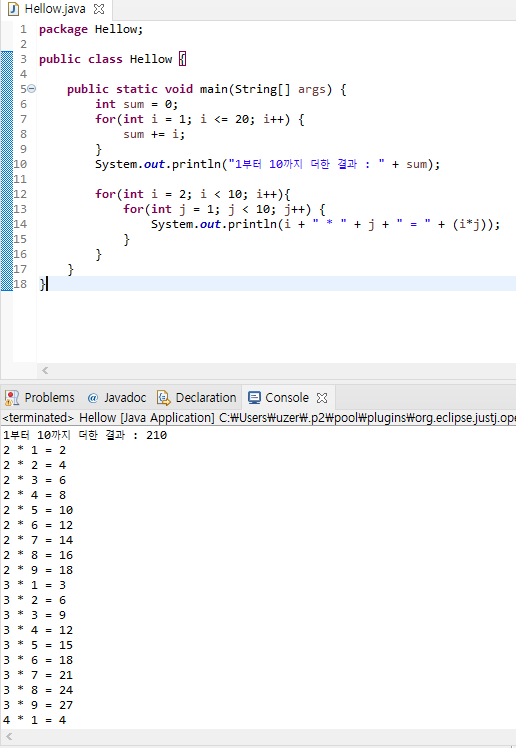 Hellow.java
1 package Hellow;
2
3 public class Hellow {
4
5 public static void main(String[] args) {
6 int sum = 0;
7 for(int i = 1; i <= 20; i++) {
8 sum += i;
9 }
10 System.out.println("1부터 10까지 더한 결과 : " + sum);
11
12 for(int i = 2; i < 10; i++){
13 for(int j = 1; j < 10; j++) {
14 System.out.println(i + " * " + j + " = " + (i*j));
15 }
16 }
17 }
18 }
Problems @ Javadoc Declaration Console
<terminated> Hellow [Java Application] C:₩Users₩uzer₩.p2₩pool₩plugins₩org.eclipse.justj.ope
1부터 10까지 더한 결과 : 210
2 * 1 = 2
2 * 2 = 4
2 * 3 = 6
2 * 4 = 8
2 * 5 = 10
2 * 6 = 12
2 * 7 = 14
2 * 8 = 16
2 * 9 = 18
3 * 1 = 3
3 * 2 = 6
3 * 3 = 9
3 * 4 = 12
3 * 5 = 15
3 * 6 = 18
3 * 7 = 21
3 * 8 = 24
3 * 9 = 27
4 * 1 = 4